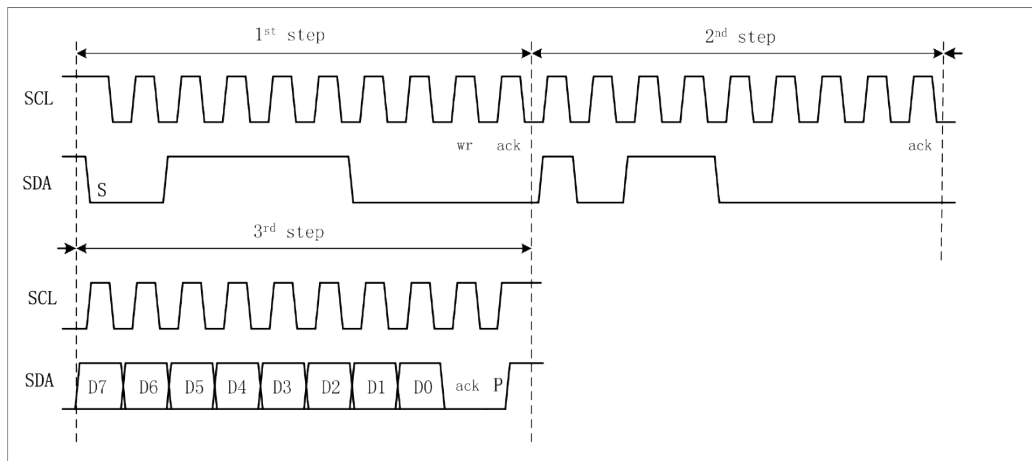 1st step
2nd step
SCL
wr ack
ack
SDA
S
3rd step
SCL
SDA
D7 D6 D5 D4 D3 D2 D1 D0 ack P